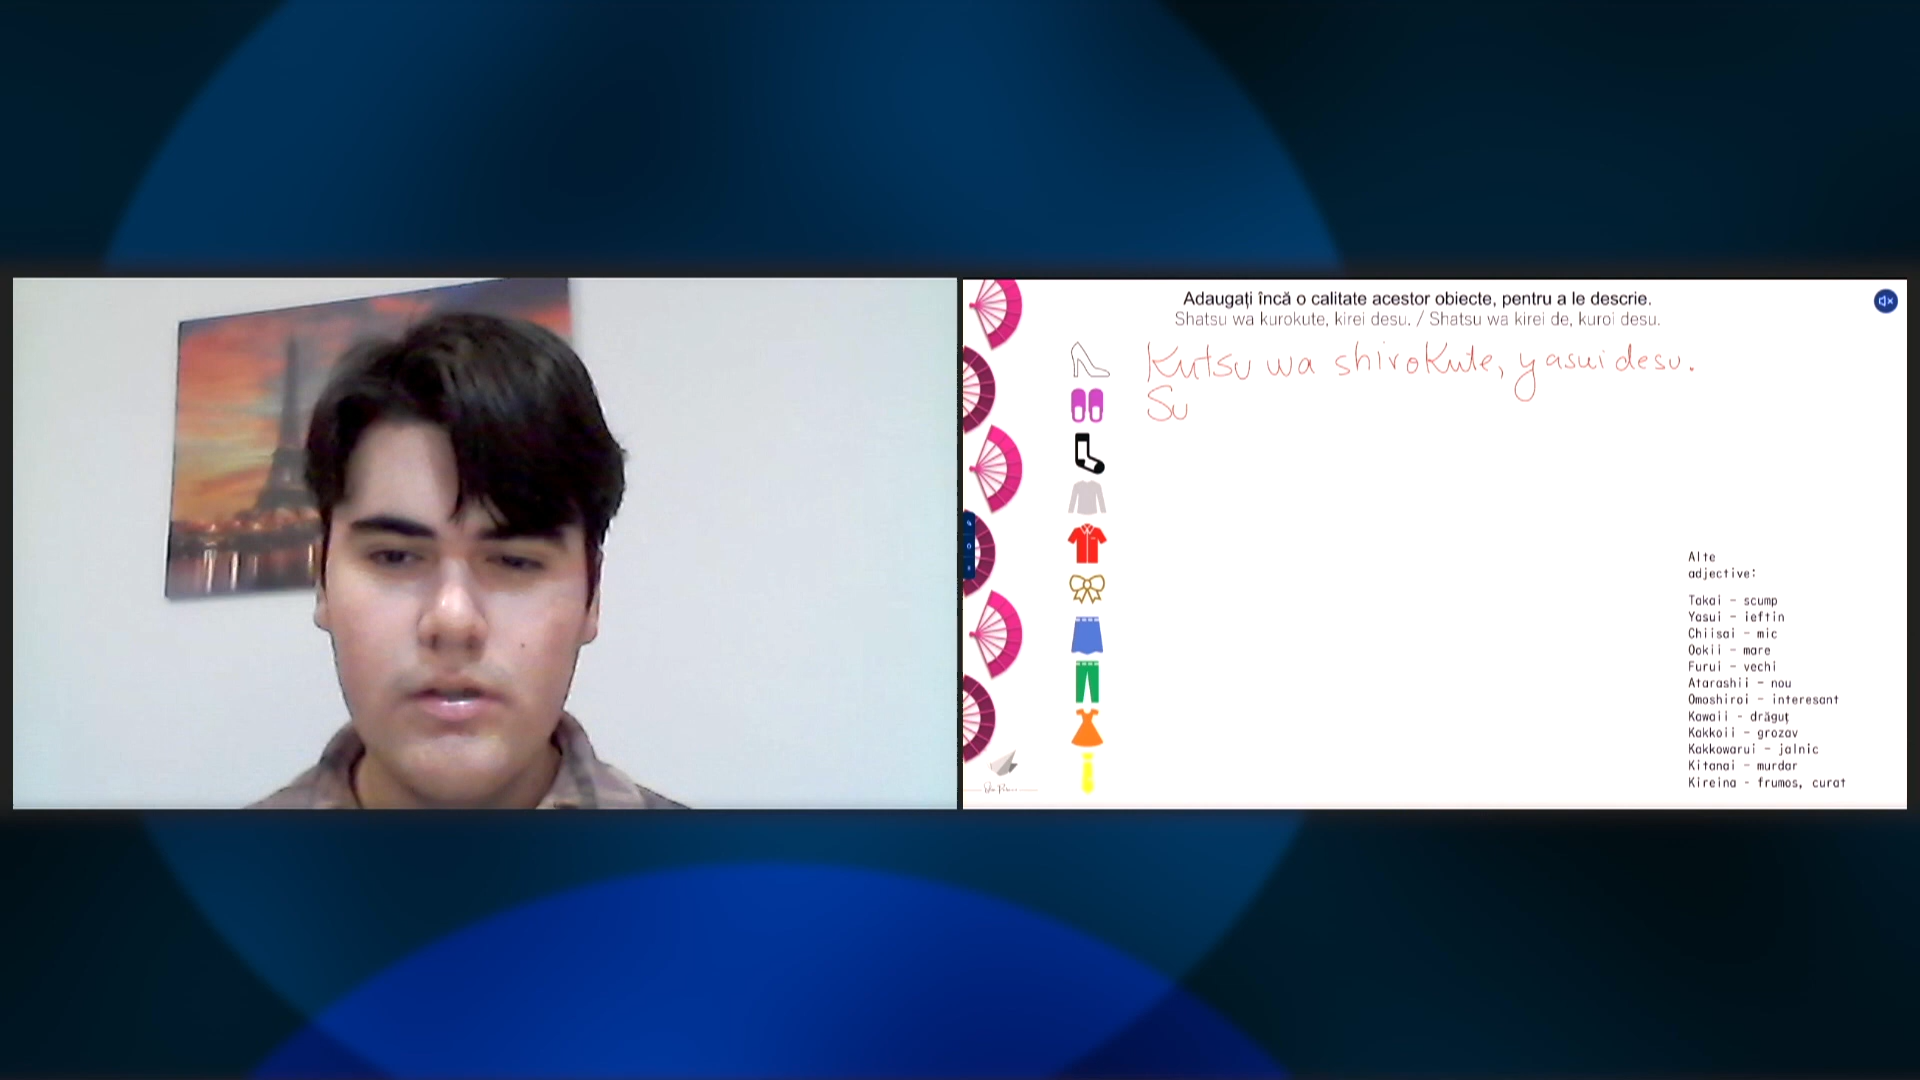 Adaugați încă o calitate acestor obiecte, pentru a le descrie.
Shatsu wa kurokute, kirei desu. / Shatsu wa kirei de, kuroi desu.
Kutsu wa shirokute, yasui desu.
Su
Alte
adjective:
Takai - scump
Yasui - ieftin
Chiisai - mic
Ookii - mare
Furui - vechi
Atarashii - nou
Omoshiroi - interesant
Kawaii - drăguț
Kakkoii - grozav
Kakkowarui - jalnic
Kitanai - murdar
Kireina - frumos, curat